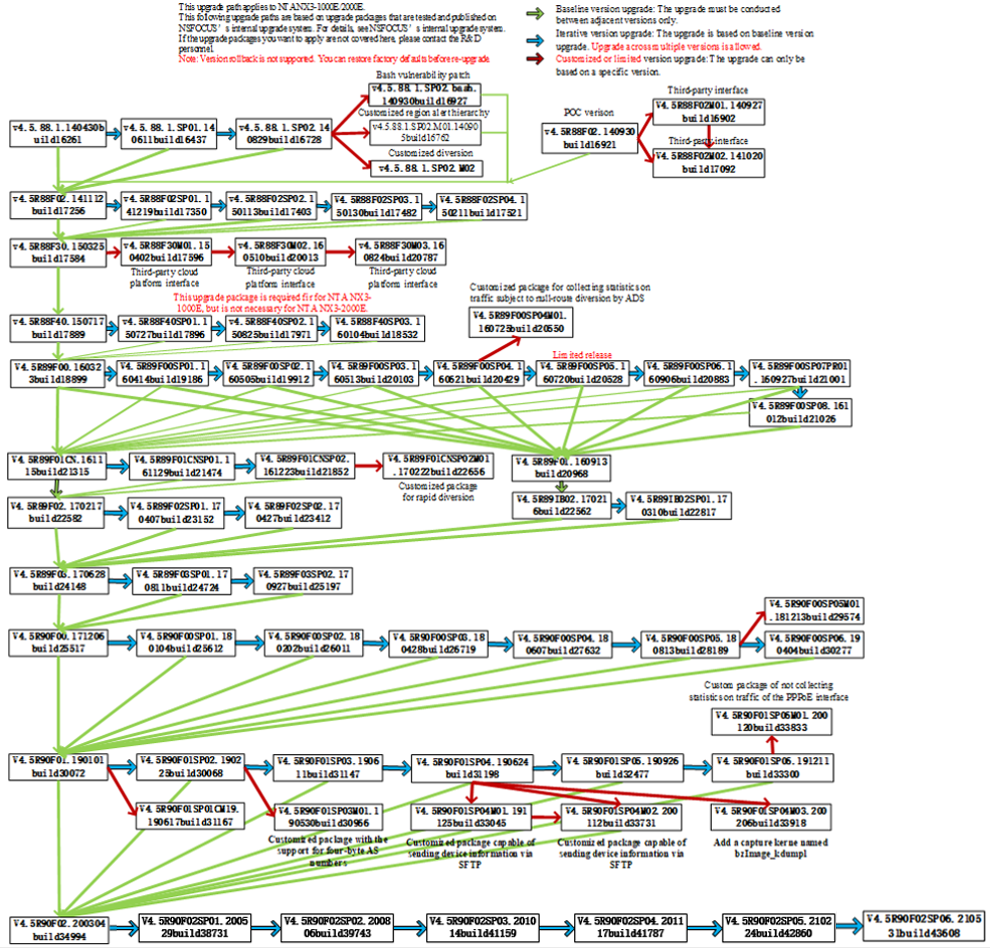 This upgrade path applies to NTANX3-1000E/2000E.
This following upgrade paths are based on upgrade packages that are tested and published on
NSFOCUS' s internal upgrade system. For details, see NSFOCUS' s internal upgrade system.
If the upgrade packages you want to apply are not covered here, please contact the R&D
personnel.
Note: Version rollback is not supported. You can restore factory defaults before re-upgrade
Baseline version upgrade: The upgrade must be conducted
between adjacent versions only.
Iterative version upgrade: The upgrade is based on baseline version
upgrade. Upgrade across multiple versions is allowed.
Customized or limited version upgrade: The upgrade can only be
based on a specific version.
Bash vulnerability patch
v4.5.88.1.SP02.bash.
140930build16927
Customized region alert hierarchy
v4.5.88.1.SP02.M01.14090
5build16762
Customized diversion
v4.5.88.1.SP02.M02
v4.5.88.1.140430b
uild16261
v4.5.88.1.SP01.14
0611build16437
v4.5.88.1.SP02.14
0829build16728
POC verison
V4.5R88F02.140930
build16921
Third-party interface
V4.5R88F02M01.140927
build16902
Third-party interface
V4.5R88F02M02.141020
build17092
v4.5R88F02.141112
build17256
v4.5R88F02SP01.1
41219build17350
v4.5R88F02SP02.1
50113build17403
v4.5R88F02SP03.1
50130build17482
v4.5R88F02SP04.1
50211build17521
v4.5R88F30.150325
build17584
v4.5R88F30M01.15
0402build17596
v4.5R88F30M02.16
0510build20013
v4.5R88F30M03.16
0824build20787
Third-party cloud
platform interface
Third-party cloud
platform interface
Third-party cloud
platform interface
This upgrade package is required fir for NTA NX3-
1000E, but is not necessary for NTA NX3-2000E.
v4.5R88F40.150717
build17889
v4.5R88F40SP01.1
50727build17896
v4.5R88F40SP02.1
50825build17971
v4.5R88F40SP03.1
60104build18532
Customized package for collecting statistics on
traffic subject to null-route diversion by ADS
V4.5R89F00SP04M01.
160725build20550
Limited release
V4.5R89F00.16032
3build18899
V4.5R89F00SP01.1
60414build19186
V4.5R89F00SP02.1
60505build19912
V4.5R89F00SP03.1
60513build20103
V4.5R89F00SP04.1
60621build20429
V4.5R89F00SP05.1
60720build20528
V4.5R89F00SP06.1
60906build20883
V4.5R89F00SP07PR01
.160927build21001
V4.5R89F00SP08.161
012build21026
V4.5R89F01CN.1611
15build21315
V4.5R89F01CNSP01.1
61129build21474
V4.5R89F01CNSP02.
161223build21852
V4.5R89F01CNSP02M01
.170222build22656
Customized package
for rapid diversion
V4.5R89F01.160913
build20968
V4.5R89F02.170217
build22582
V4.5R89F02SP01.17
0407build23152
V4.5R89F02SP02.17
0427build23412
V4.5R89IB02.17021
6build22562
V4.5R89IB02SP01.17
0310build22817
V4.5R89F03.170628
build24148
V4.5R89F03SP01.17
0811build24724
V4.5R89F03SP02.17
0927build25197
V4.5R90F00.171206
build25517
V4.5R90F00SP01.18
0104build25612
V4.5R90F00SP02.18
0202build26011
V4.5R90F00SP03.18
0428build26719
V4.5R90F00SP04.18
0607build27632
V4.5R90F00SP05.18
0813build28189
V4.5R90F00SP05M01
.181213build29574
V4.5R90F00SP06.19
0404build30277
Custom package of not collecting
statistics on traffic of the PPPoE interface
V4.5R90F01SP06M01.200
120build33833
V4.5R90F01.190101
build30072
V4.5R90F01SP02.1902
25build30068
V4.5R90F01SP03.1906
11build31147
V4.5R90F01SP04.190624
build31198
V4.5R90F01SP05.190926
build32477
V4.5R90F01SP06.191211
build33300
V4.5R90F01SP01CM19.
190617build31167
V4.5R90F01SP03M01.1
90530build30966
V4.5R90F01SP04M01.191
125build33045
V4.5R90F01SP04M02.200
112build33731
V4.5R90F01SP04M03.200
206build33918
Customized package with the
support for four-byte AS
numbers
Customized package capable of
sending device information via
SFTP
Customized package capable of
sending device information via
SFTP
Add a capture kerne named
bzImage_kdumpl
V4.5R90F02.200304
build34994
V4.5R90F02SP01.2005
29build38731
V4.5R90F02SP02.2008
06build39743
V4.5R90F02SP03.2010
14build41159
V4.5R90F02SP04.2011
17build41787
V4.5R90F02SP05.2102
24build42860
V4.5R90F02SP06.2105
31build43608